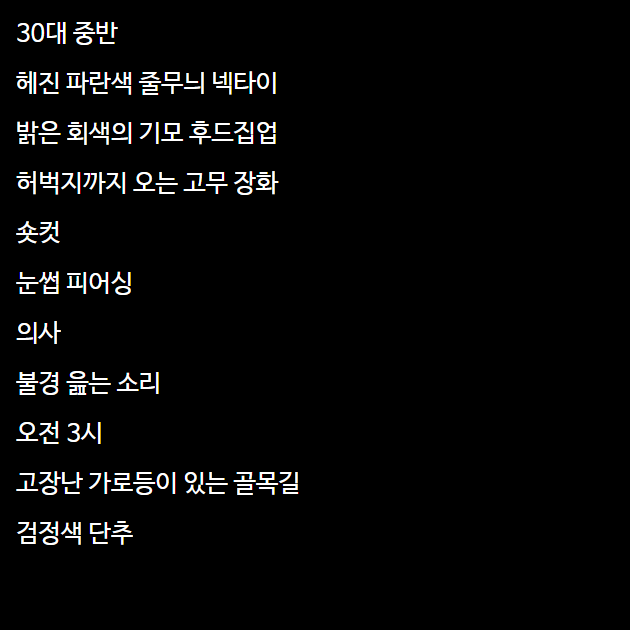 30대 중반
헤진 파란색 줄무늬 넥타이
밝은 회색의 기모 후드집업
허벅지까지 오는 고무 장화
숏컷
눈썹 피어싱
의사
불경 읊는 소리
오전 3시
고장난 가로등이 있는 골목길
검정색 단추